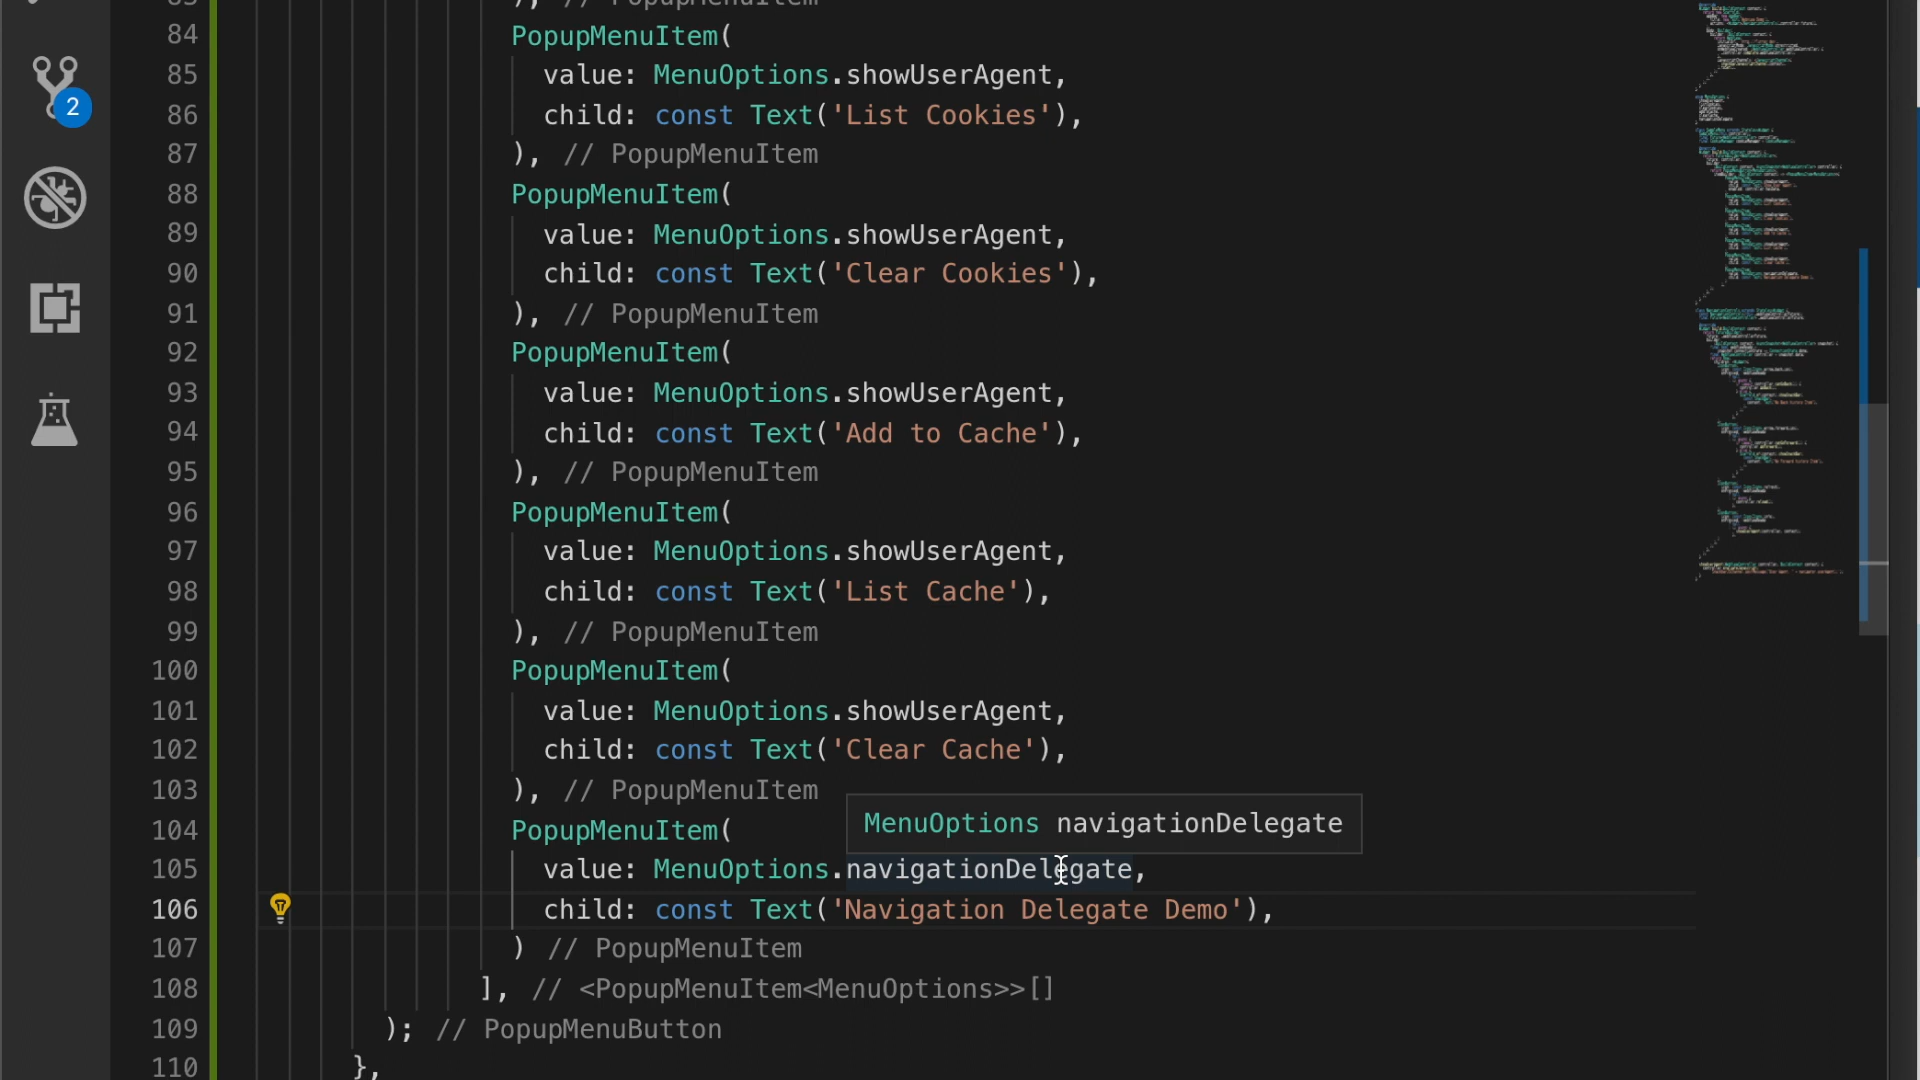 ), // PopupMenuItem
84 PopupMenuItem(
85 value: MenuOptions.showUserAgent,
86 child: const Text('List Cookies'),
87 ), // PopupMenuItem
88 PopupMenuItem(
89 value: MenuOptions.showUserAgent,
90 child: const Text('Clear Cookies'),
91 ), // PopupMenuItem
92 PopupMenuItem(
93 value: MenuOptions.showUserAgent,
94 child: const Text('Add to Cache'),
95 ), // PopupMenuItem
96 PopupMenuItem(
97 value: MenuOptions.showUserAgent,
98 child: const Text('List Cache'),
99 ), // PopupMenuItem
100 PopupMenuItem(
101 value: MenuOptions.showUserAgent,
102 child: const Text('Clear Cache'),
103 ), // PopupMenuItem
MenuOptions navigationDelegate
104 PopupMenuItem(
105 value: MenuOptions.navigationDelegate,
106 child: const Text('Navigation Delegate Demo'),
107 ) // PopupMenuItem
108 ], // <PopupMenuItem<MenuOptions>>[]
109 ); // PopupMenuButton
110 },
2